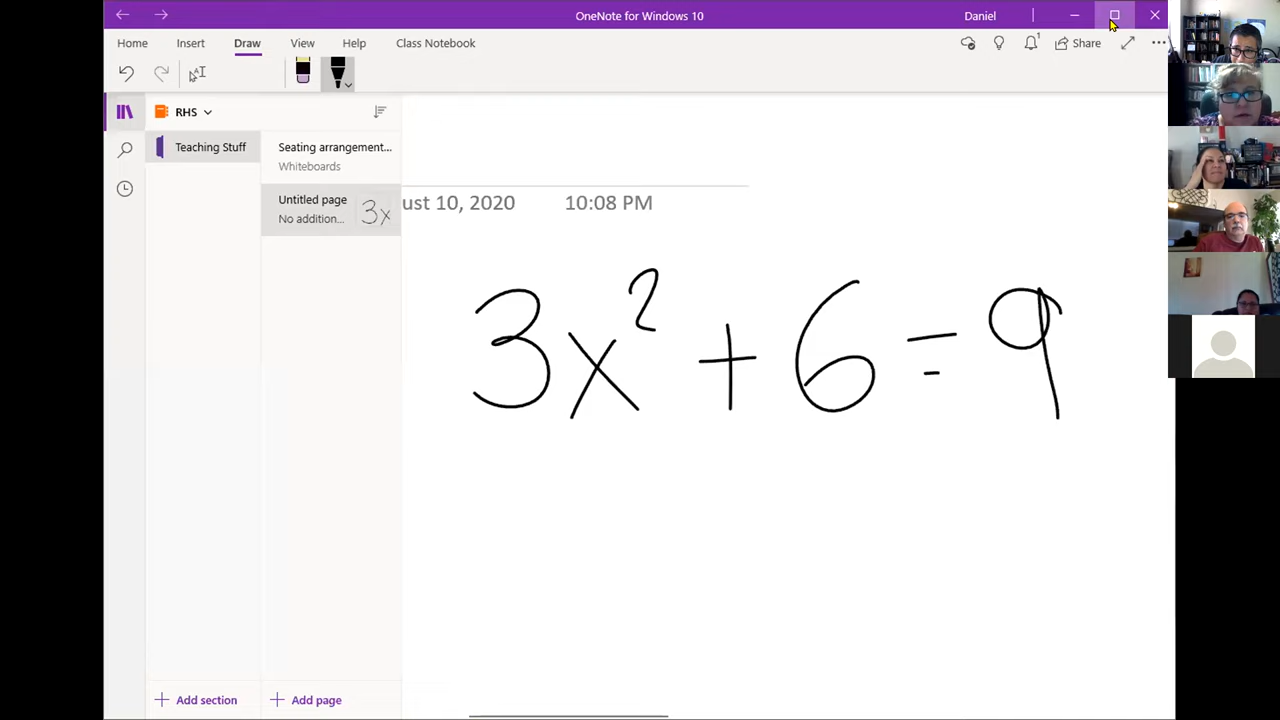 OneNote for Windows 10
Daniel
Home Insert Draw View Help Class Notebook
Share
RHS
Teaching Stuff
Seating arrangement...
Whiteboards
Untitled page
No addition...
3x
ust 10, 2020 10:08 PM
3x² + 6 = 9
Add section
Add page